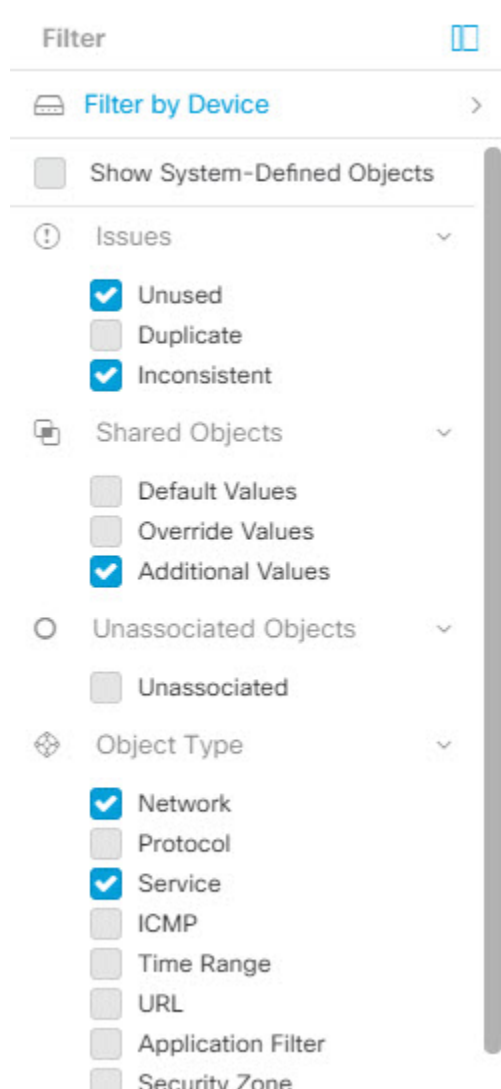 Filter
Filter by Device
Show System-Defined Objects
Issues
Unused
Duplicate
Inconsistent
Shared Objects
Default Values
Override Values
Additional Values
Unassociated Objects
Unassociated
Object Type
Network
Protocol
Service
ICMP
Time Range
URL
Application Filter
Security Zone